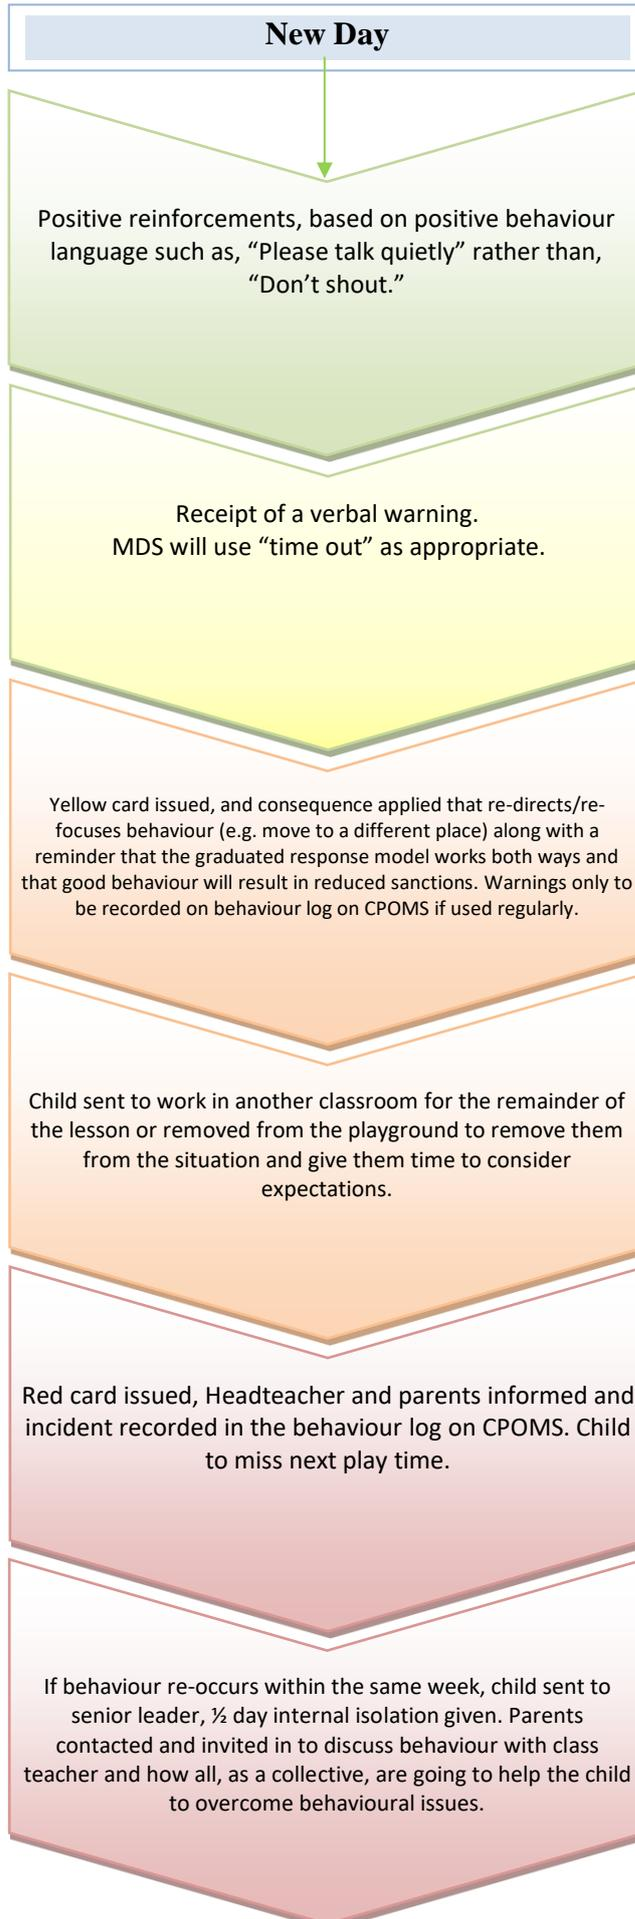 New Day
Positive reinforcements, based on positive behaviour
language such as, “Please talk quietly” rather than,
“Don’t shout.”
Receipt of a verbal warning.
MDS will use “time out” as appropriate.
Yellow card issued, and consequence applied that re-directs/re-
focuses behaviour (e.g. move to a different place) along with a
reminder that the graduated response model works both ways and
that good behaviour will result in reduced sanctions. Warnings only to
be recorded on behaviour log on CPOMS if used regularly.
Child sent to work in another classroom for the remainder of
the lesson or removed from the playground to remove them
from the situation and give them time to consider
expectations.
Red card issued, Headteacher and parents informed and
incident recorded in the behaviour log on CPOMS. Child
to miss next play time.
If behaviour re-occurs within the same week, child sent to
senior leader, ½ day internal isolation given. Parents
contacted and invited in to discuss behaviour with class
teacher and how all, as a collective, are going to help the child
to overcome behavioural issues.